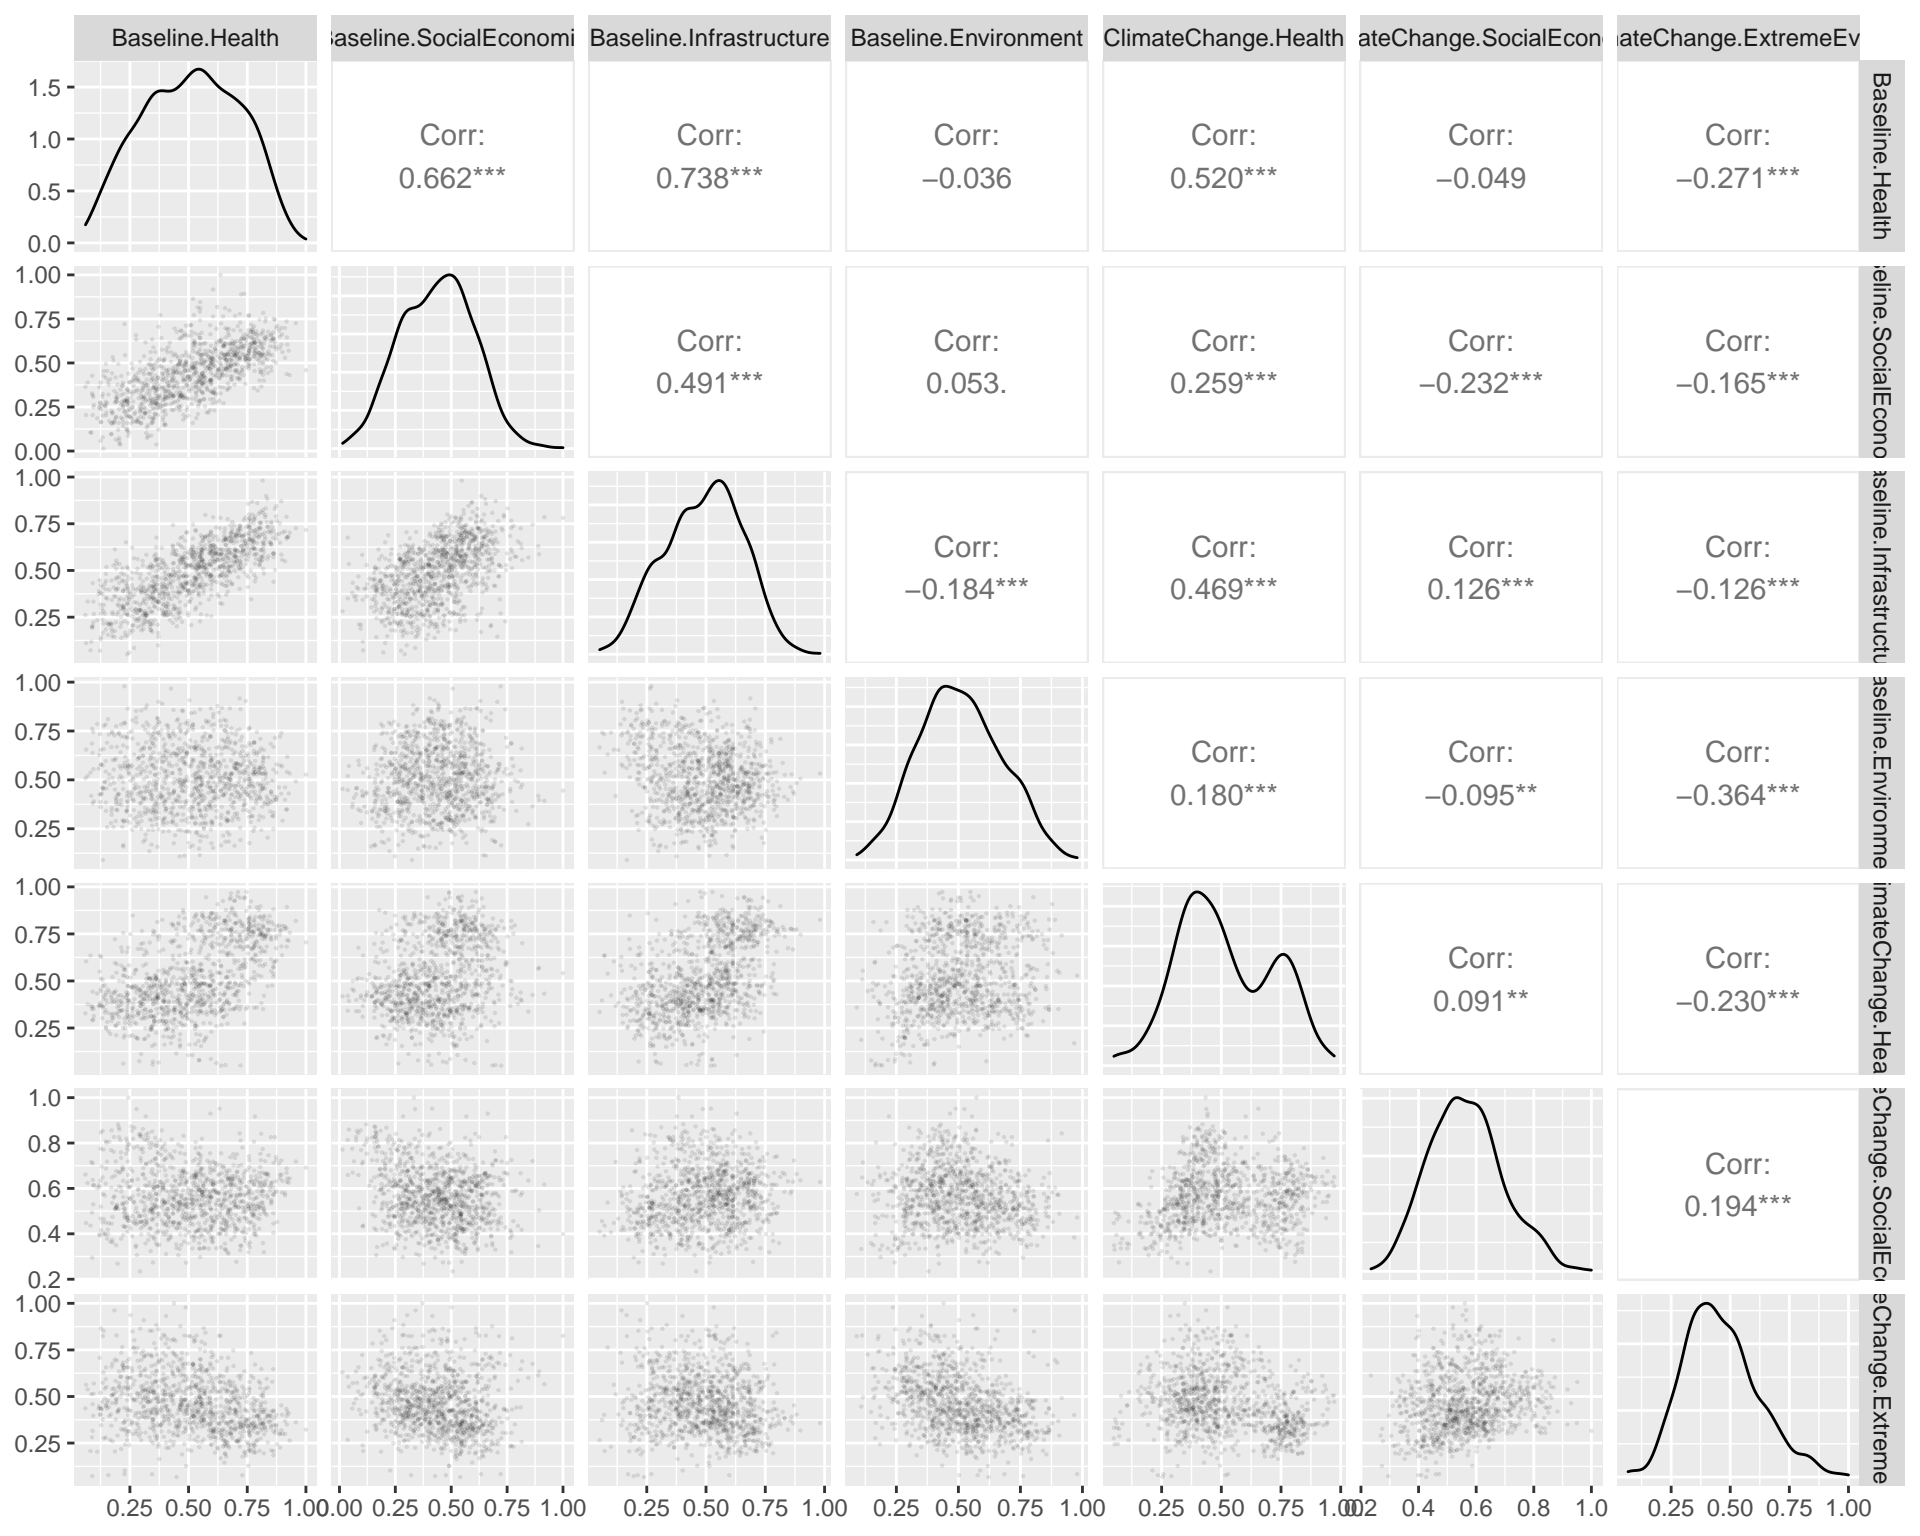 Baseline.Health Baseline.SocialEconomi Baseline.Infrastructure Baseline.Environment ClimateChange.Health ateChange.SocialEcon ateChange.ExtremeEv
1.5
1.0
0.5
0.0
Corr: Corr: Corr: Corr: Corr: Corr:
0.662*** 0.738*** −0.036 0.520*** −0.049 −0.271***
Baseline.Health
1.00
0.75
0.50
0.25
0.00
Corr: Corr: Corr: Corr: Corr:
0.491*** 0.053. 0.259*** −0.232*** −0.165***
eline.SocialEcono
1.00
0.75
0.50
0.25
Corr: Corr: Corr: Corr:
−0.184*** 0.469*** 0.126*** −0.126***
aseline.Infrastructu
1.00
0.75
0.50
0.25
Corr: Corr: Corr:
0.180*** −0.095** −0.364***
aseline.Environme
1.00
0.75
0.50
0.25
Corr: Corr:
0.091** −0.230***
imateChange.Hea
1.0
0.8
0.6
0.4
0.2
Corr:
0.194***
eChange.SocialEco
1.00
0.75
0.50
0.25
eChange.Extreme
0.25 0.50 0.75 1.00 0.00 0.25 0.50 0.75 1.00 0.25 0.50 0.75 1.00 0.25 0.50 0.75 1.00 0.25 0.50 0.75 1.00 0.2 0.4 0.6 0.8 1.0 0.25 0.50 0.75 1.00